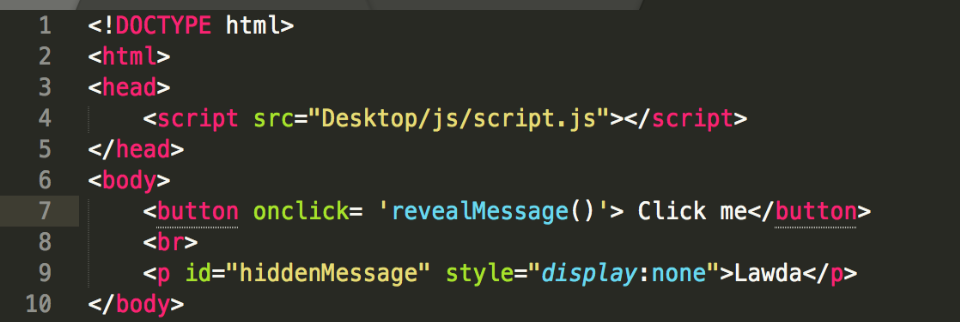 1 <!DOCTYPE html>
2 <html>
3 <head>
4 <script src="Desktop/js/script.js"></script>
5 </head>
6 <body>
7 <button onclick= 'revealMessage()'> Click me</button>
8 <br>
9 <p id="hiddenMessage" style="display:none">Lawda</p>
10 </body>